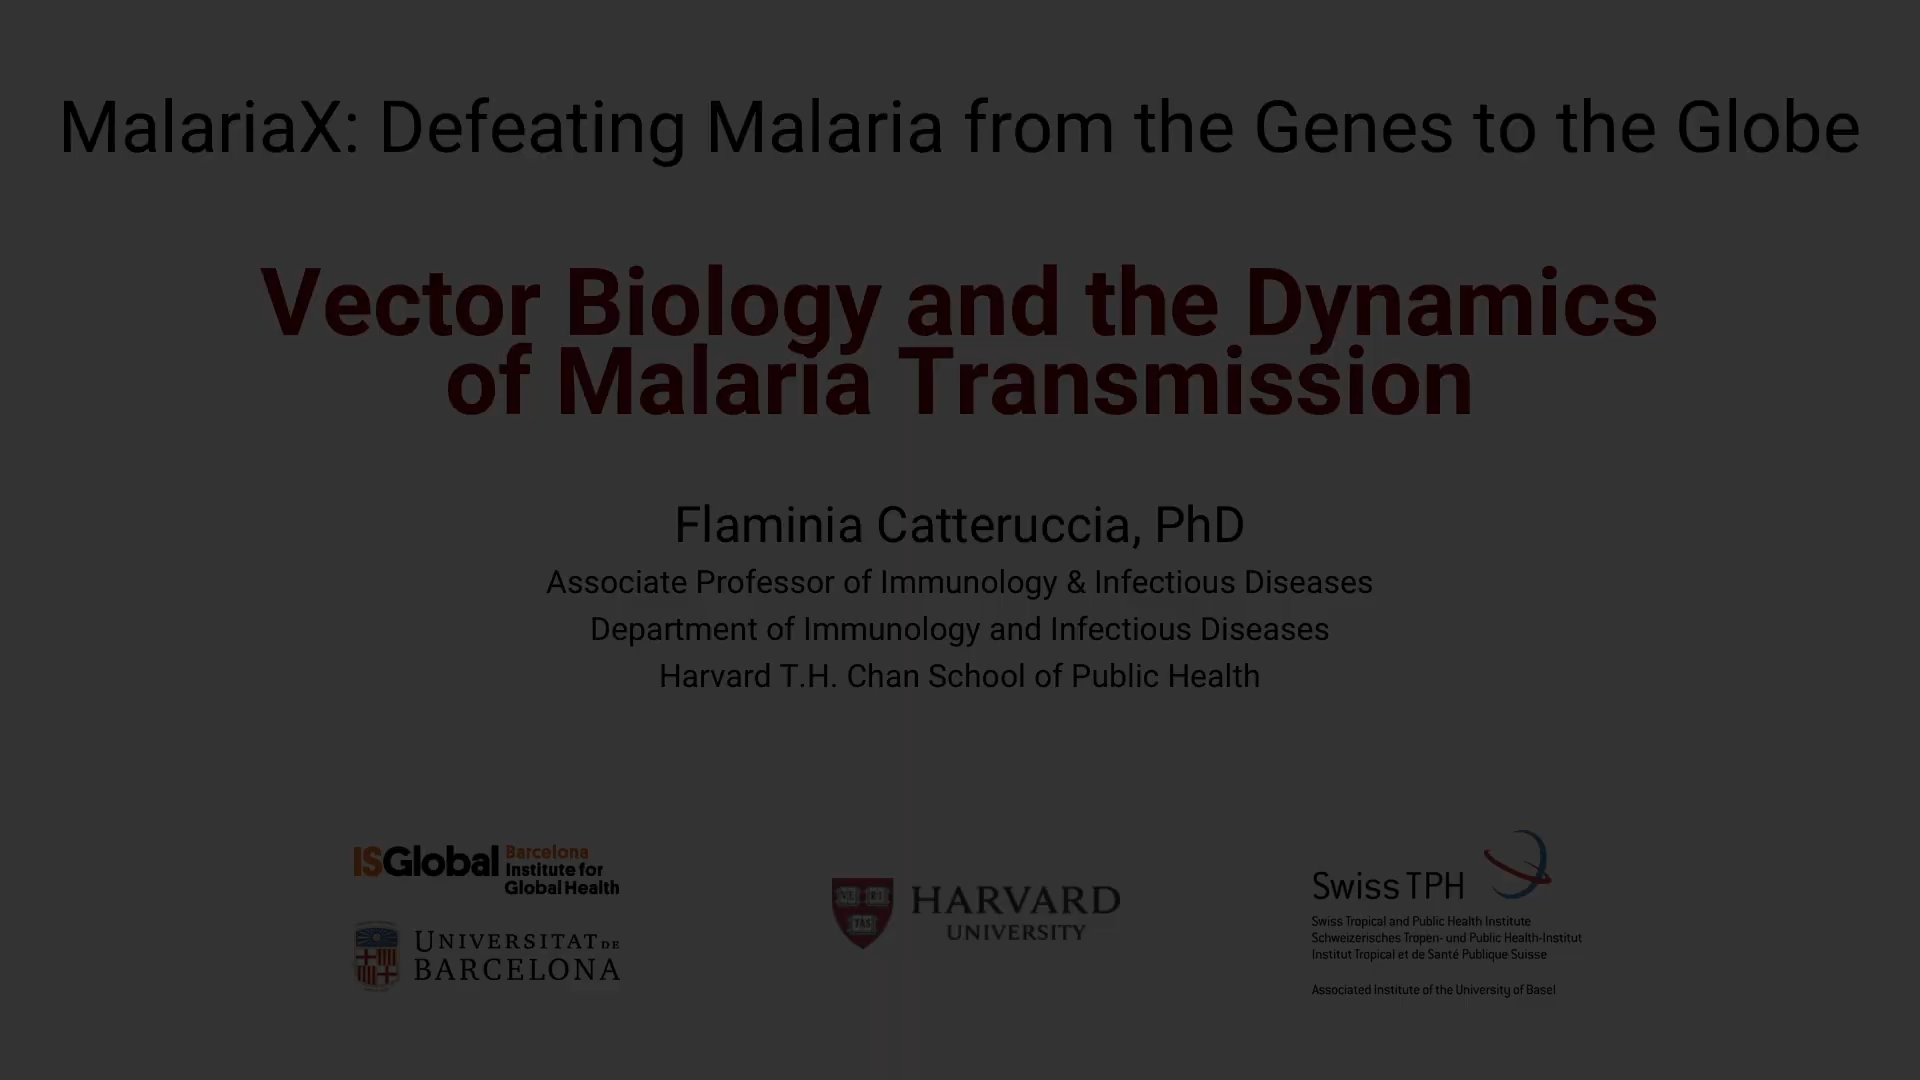 MalariaX: Defeating Malaria from the Genes to the Globe
Vector Biology and the Dynamics
of Malaria Transmission
Flaminia Catteruccia, PhD
Associate Professor of Immunology & Infectious Diseases
Department of Immunology and Infectious Diseases
Harvard T.H. Chan School of Public Health
ISGlobal Barcelona
Institute for
Global Health
UNIVERSITAT DE
BARCELONA
VE RI
TAS
HARVARD
UNIVERSITY
Swiss TPH
Swiss Tropical and Public Health Institute
Schweizerisches Tropen- und Public Health-Institut
Institut Tropical et de Santé Publique Suisse
Associated Institute of the University of Basel